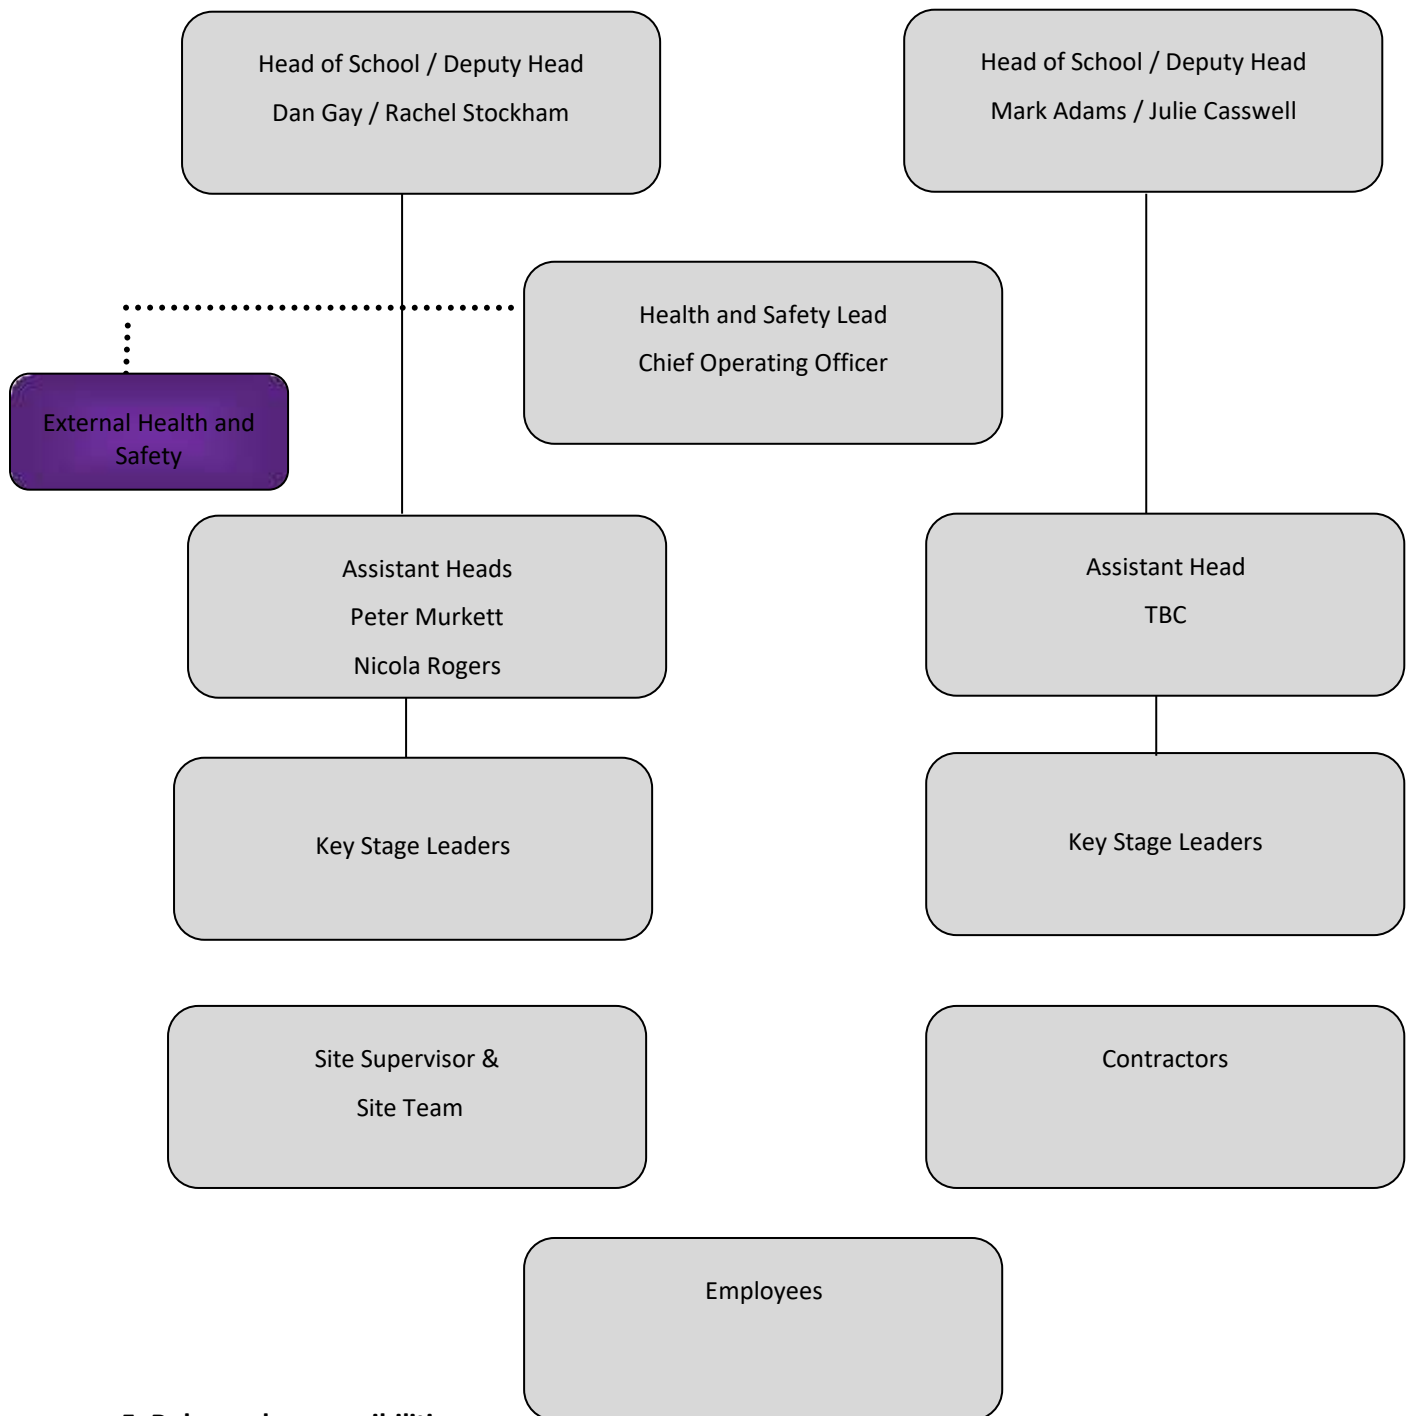 Head of School / Deputy Head
Dan Gay / Rachel Stockham
Head of School / Deputy Head
Mark Adams / Julie Casswell
Health and Safety Lead
Chief Operating Officer
External Health and
Safety
Assistant Heads
Peter Murkett
Nicola Rogers
Assistant Head
TBC
Key Stage Leaders
Key Stage Leaders
Site Supervisor &
Site Team
Contractors
Employees